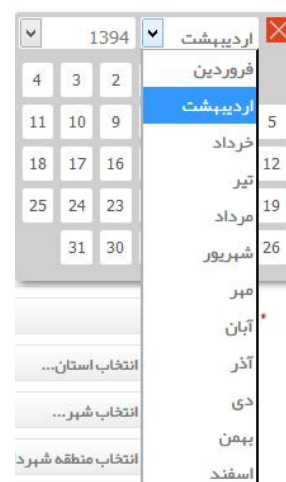 اردیبهشت 1394
فروردین
اردیبهشت
خرداد
تیر
مرداد
شهریور
مهر
آبان
آذر
دی
بهمن
اسفند
2 3 4
5 9 10 11
12 16 17 18
19 23 24 25
26 30 31
*
انتخاب استان...
انتخاب شهر...
انتخاب منطقه